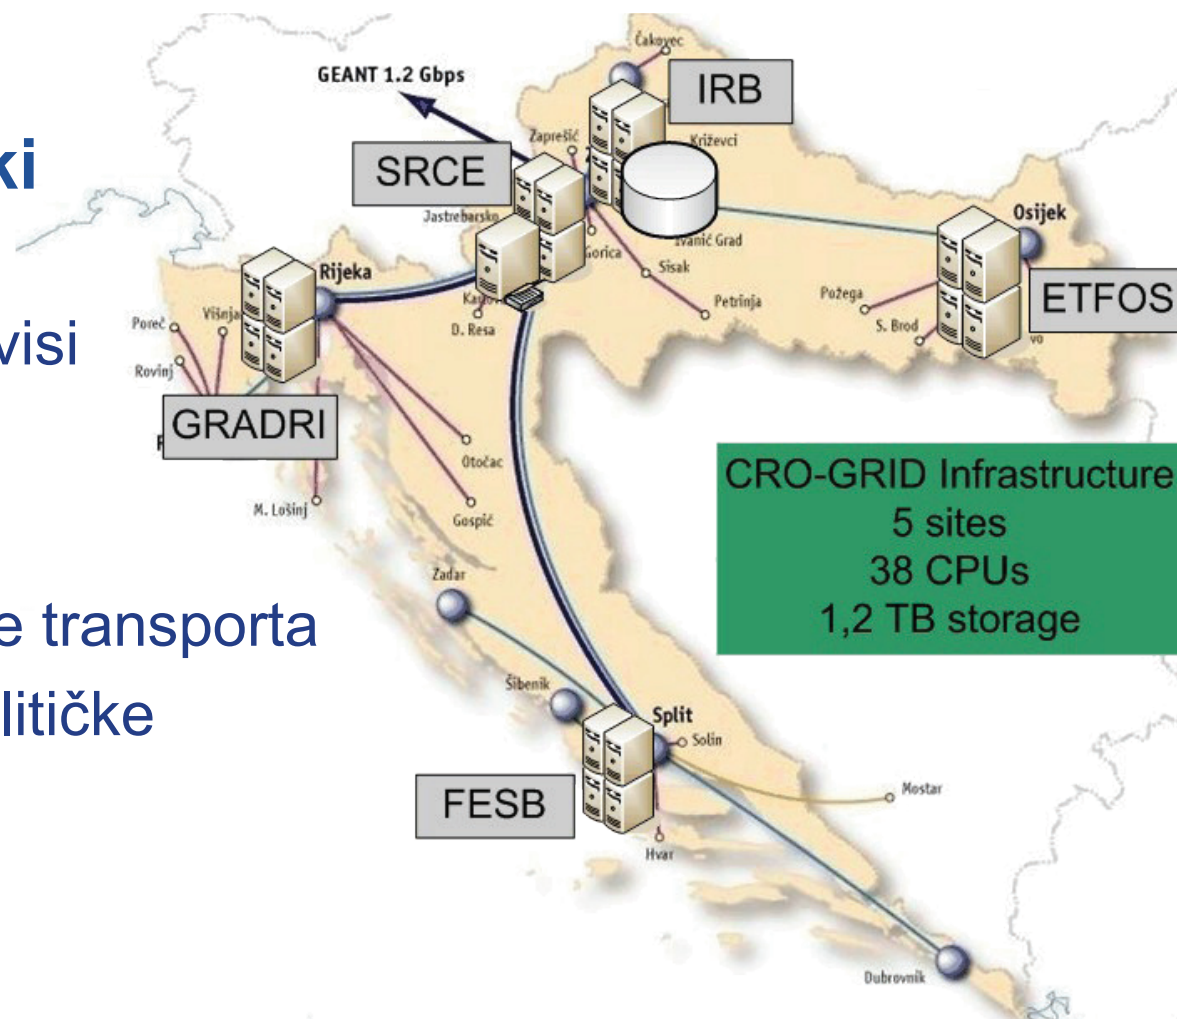 ki
visi
e transporta
litičke
GEANT 1.2 Gbps
Čakovec
IRB
Zaprešić
Križevci
SRCE
Jastrebarsko
Ivanić Grad
Gorica
Osijek
Sisak
Rijeka
Petrinja
Požega
ETFOS
D. Resa
S. Brod
vo
Poreč
Višnja
Rovinj
GRADRI
Otočac
M. Lošinj
Gospić
CRO-GRID Infrastructure
5 sites
38 CPUs
1,2 TB storage
Zadar
Šibenik
Split
Solin
FESB
Mostar
Hvar
Dubrovnik